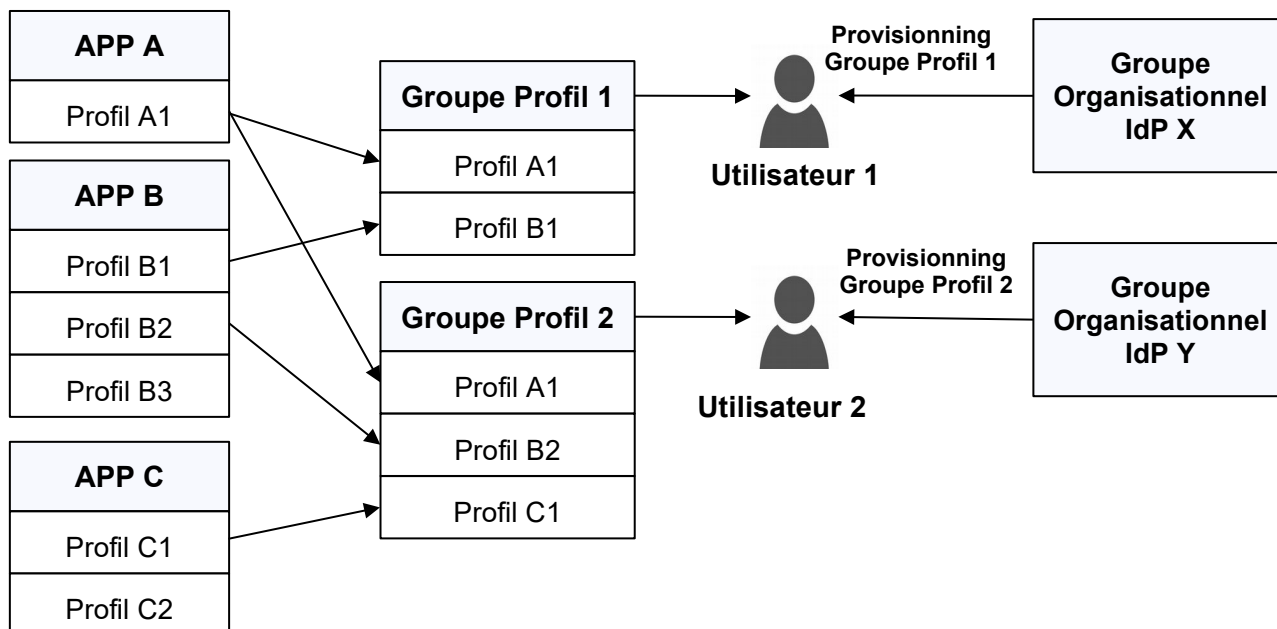 APP A
Profil A1
APP B
Profil B1
Profil B2
Profil B3
APP C
Profil C1
Profil C2
Groupe Profil 1
Profil A1
Profil B1
Groupe Profil 2
Profil A1
Profil B2
Profil C1
Provisionning
Groupe Profil 1
Utilisateur 1
Provisionning
Groupe Profil 2
Utilisateur 2
Groupe
Organisationnel
IdP X
Groupe
Organisationnel
IdP Y